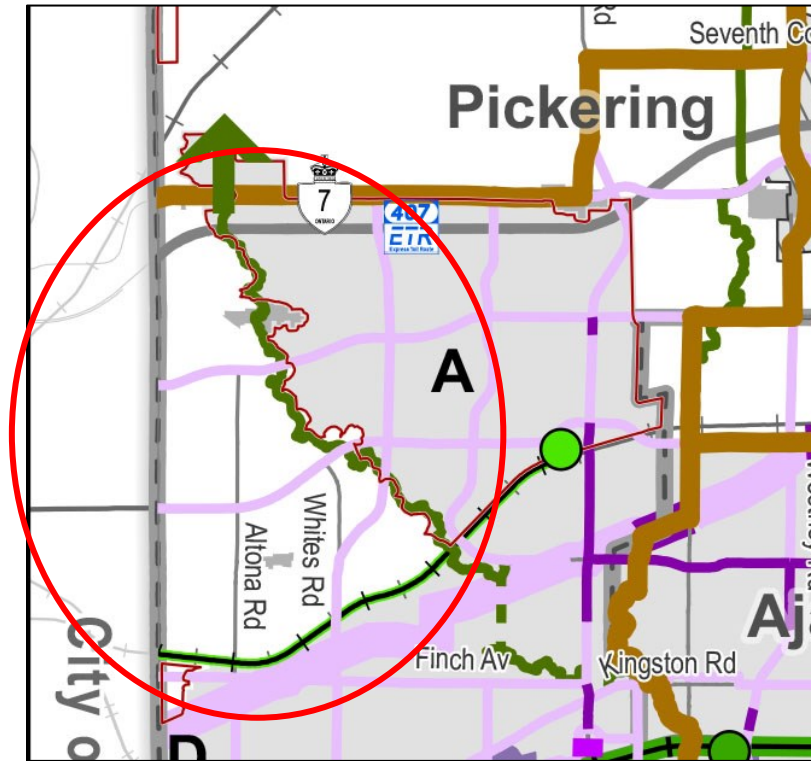 Rd
Seventh Co
Pickering
7
ONTARIO
407
ETR
Express Toll Route
A
Whites Rd
Altona Rd
City o
Finch Av
Kingston Rd
Aj
D